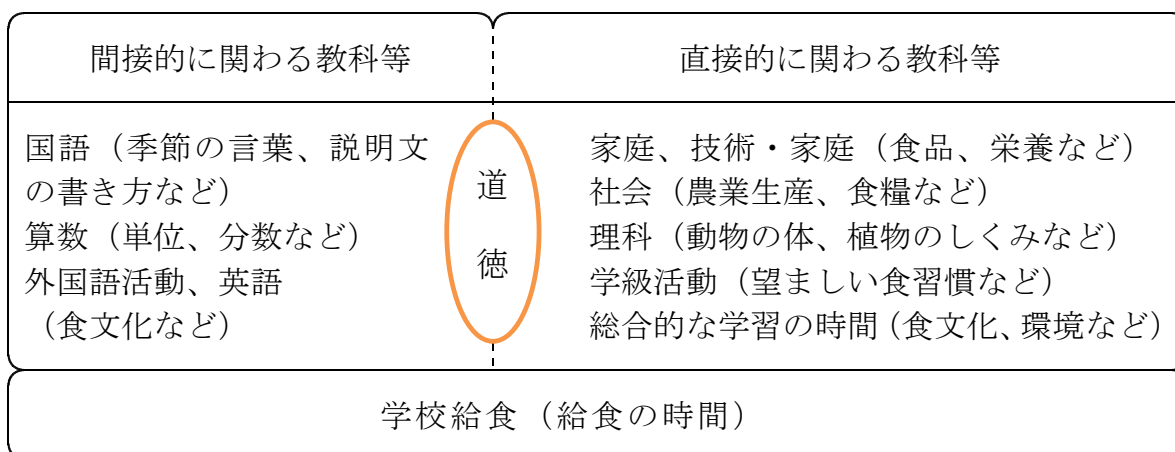 間接的に関わる教科等
直接的に関わる教科等
国語（季節の言葉、説明文
の書き方など）
算数（単位、分数など）
外国語活動、英語
（食文化など）
道
徳
家庭、技術・家庭（食品、栄養など）
社会（農業生産、食糧など）
理科（動物の体、植物のしくみなど）
学級活動（望ましい食習慣など）
総合的な学習の時間（食文化、環境など）
学校給食（給食の時間）